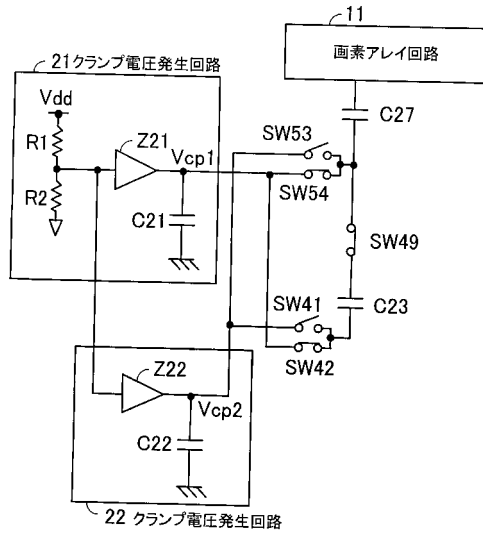 11
画素アレイ回路
21クランプ電圧発生回路
Vdd
R1
R2
Z21
Vcp1
C21
C27
SW53
SW54
SW49
C23
SW41
SW42
Z22
Vcp2
C22
22 クランプ電圧発生回路